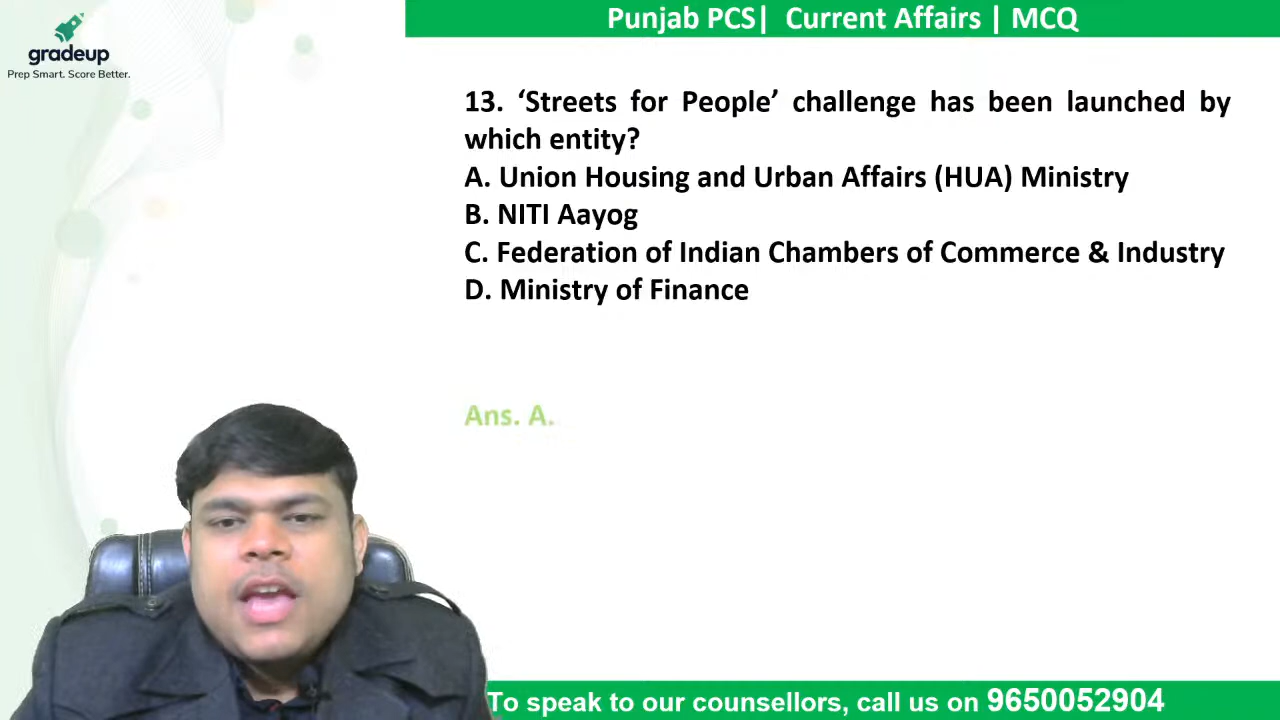 gradeup
Prep Smart. Score Better.
Punjab PCS| Current Affairs | MCQ
13. ‘Streets for People’ challenge has been launched by
which entity?
A. Union Housing and Urban Affairs (HUA) Ministry
B. NITI Aayog
C. Federation of Indian Chambers of Commerce & Industry
D. Ministry of Finance
Ans. A.
To speak to our counsellors, call us on 9650052904